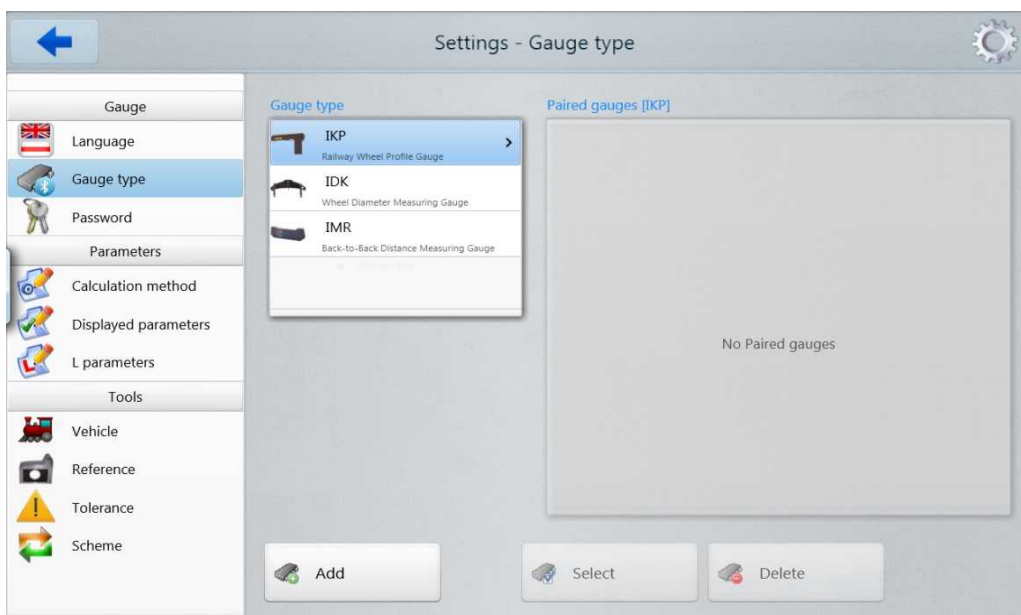 Settings - Gauge type
Gauge
Language
Gauge type
Password
Parameters
Calculation method
Displayed parameters
L parameters
Tools
Vehicle
Reference
Tolerance
Scheme
Gauge type
IKP
Railway Wheel Profile Gauge
IDK
Wheel Diameter Measuring Gauge
IMR
Back-to-Back Distance Measuring Gauge
Paired gauges [IKP]
No Paired gauges
Add
Select
Delete